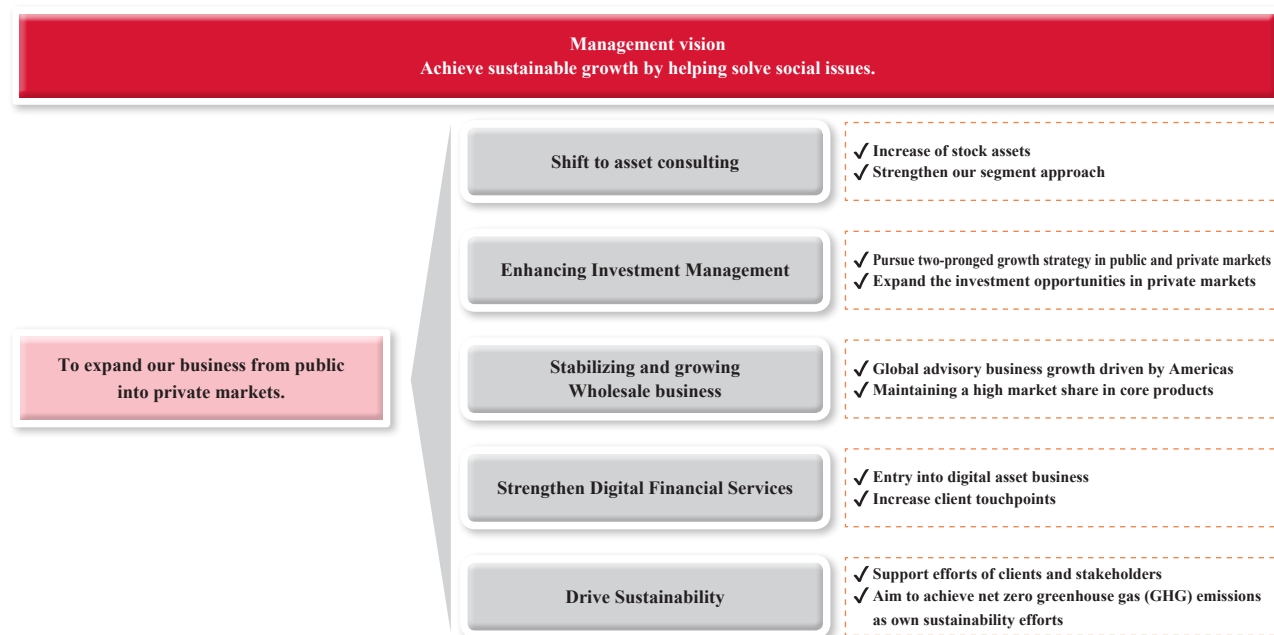 Management vision
Achieve sustainable growth by helping solve social issues.
To expand our business from public
into private markets.
Shift to asset consulting
✓ Increase of stock assets
✓ Strengthen our segment approach
Enhancing Investment Management
✓ Pursue two-pronged growth strategy in public and private markets
✓ Expand the investment opportunities in private markets
Stabilizing and growing
Wholesale business
✓ Global advisory business growth driven by Americas
✓ Maintaining a high market share in core products
Strengthen Digital Financial Services
✓ Entry into digital asset business
✓ Increase client touchpoints
Drive Sustainability
✓ Support efforts of clients and stakeholders
✓ Aim to achieve net zero greenhouse gas (GHG) emissions
as own sustainability efforts